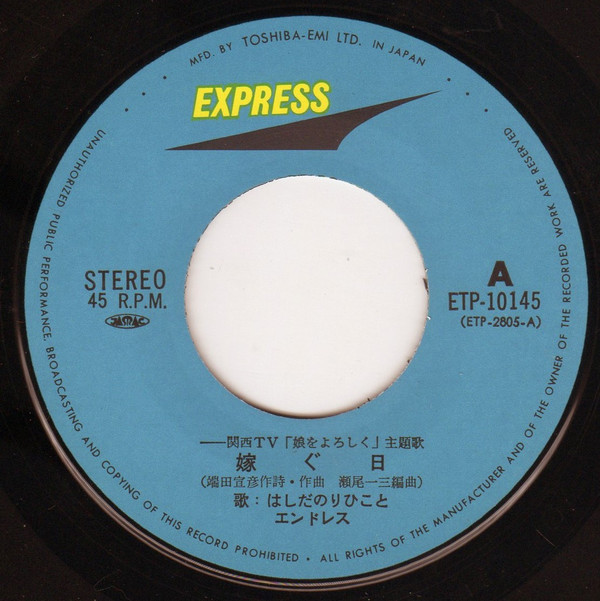 MFD. BY TOSHIBA-EMI LTD. IN JAPAN
EXPRESS
STEREO
45 R.P.M.
JASRAC
A
ETP-10145
(ETP-2805-A)
──関西TV「娘をよろしく」主題歌
嫁ぐ日
(端田宣彦作詩・作曲 瀬尾一三編曲)
歌:はしだのりひこと
エンドレス
UNAUTHORIZED PUBLIC PERFORMANCE, BROADCASTING AND COPYING OF THIS RECORD PROHIBITED • ALL RIGHTS OF THE MANUFACTURER AND OF THE OWNER OF THE RECORDED WORK ARE RESERVED